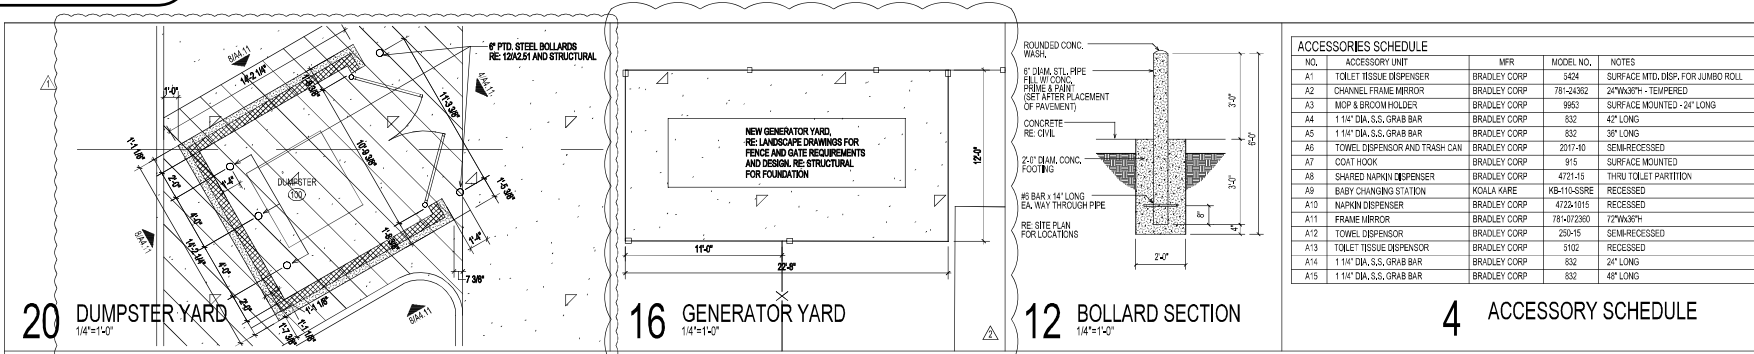 8/A4.11
14'-2 1/4"
6" PTD. STEEL BOLLARDS
RE: 12/A2.51 AND STRUCTURAL
4/A4.11
1
1'-0"
11'-3 3/8"
1'-1 1/8"
10'-9 3/8"
2'-0"
1'-4"
DUMPSTER
100
1'-5 3/8"
4'-0"
8/A4.11
14'-2 1/4"
4'-0"
1'-4"
2'-0"
7 3/8"
1'-1 1/8"
8/A4.11
20 DUMPSTER YARD
1/4"=1'-0"
NEW GENERATOR YARD,
RE: LANDSCAPE DRAWINGS FOR
FENCE AND GATE REQUIREMENTS
AND DESIGN. RE: STRUCTURAL
FOR FOUNDATION
12'-0"
11'-0"
22'-8"
16 GENERATOR YARD
1/4"=1'-0"
2
ROUNDED CONC.
WASH.
6" DIAM. STL. PIPE
FILL W/ CONC.
PRIME & PAINT
(SET AFTER PLACEMENT
OF PAVEMENT)
CONCRETE
RE: CIVIL
2'-0" DIAM. CONC.
FOOTING
#6 BAR x 14" LONG
EA. WAY THROUGH PIPE
RE: SITE PLAN
FOR LOCATIONS
3'-0"
6'-0"
3'-0"
8"
4"
2'-0"
12 BOLLARD SECTION
1/4"=1'-0"
ACCESSORIES SCHEDULE
NO. ACCESSORY UNIT MFR MODEL NO. NOTES
A1 TOILET TISSUE DISPENSER BRADLEY CORP 5424 SURFACE MTD. DISP. FOR JUMBO ROLL
A2 CHANNEL FRAME MIRROR BRADLEY CORP 781-24362 24"Wx36"H - TEMPERED
A3 MOP & BROOM HOLDER BRADLEY CORP 9953 SURFACE MOUNTED - 24" LONG
A4 1 1/4" DIA. S.S. GRAB BAR BRADLEY CORP 832 42" LONG
A5 1 1/4" DIA. S.S. GRAB BAR BRADLEY CORP 832 36" LONG
A6 TOWEL DISPENSOR AND TRASH CAN BRADLEY CORP 2017-10 SEMI-RECESSED
A7 COAT HOOK BRADLEY CORP 915 SURFACE MOUNTED
A8 SHARED NAPKIN DISPENSER BRADLEY CORP 4721-15 THRU TOILET PARTITION
A9 BABY CHANGING STATION KOALA KARE KB-110-SSRE RECESSED
A10 NAPKIN DISPENSER BRADLEY CORP 4722-1015 RECESSED
A11 FRAME MIRROR BRADLEY CORP 781-072360 72"Wx36"H
A12 TOWEL DISPENSOR BRADLEY CORP 250-15 SEMI-RECESSED
A13 TOILET TISSUE DISPENSOR BRADLEY CORP 5102 RECESSED
A14 1 1/4" DIA. S.S. GRAB BAR BRADLEY CORP 832 24" LONG
A15 1 1/4" DIA. S.S. GRAB BAR BRADLEY CORP 832 48" LONG
4 ACCESSORY SCHEDULE